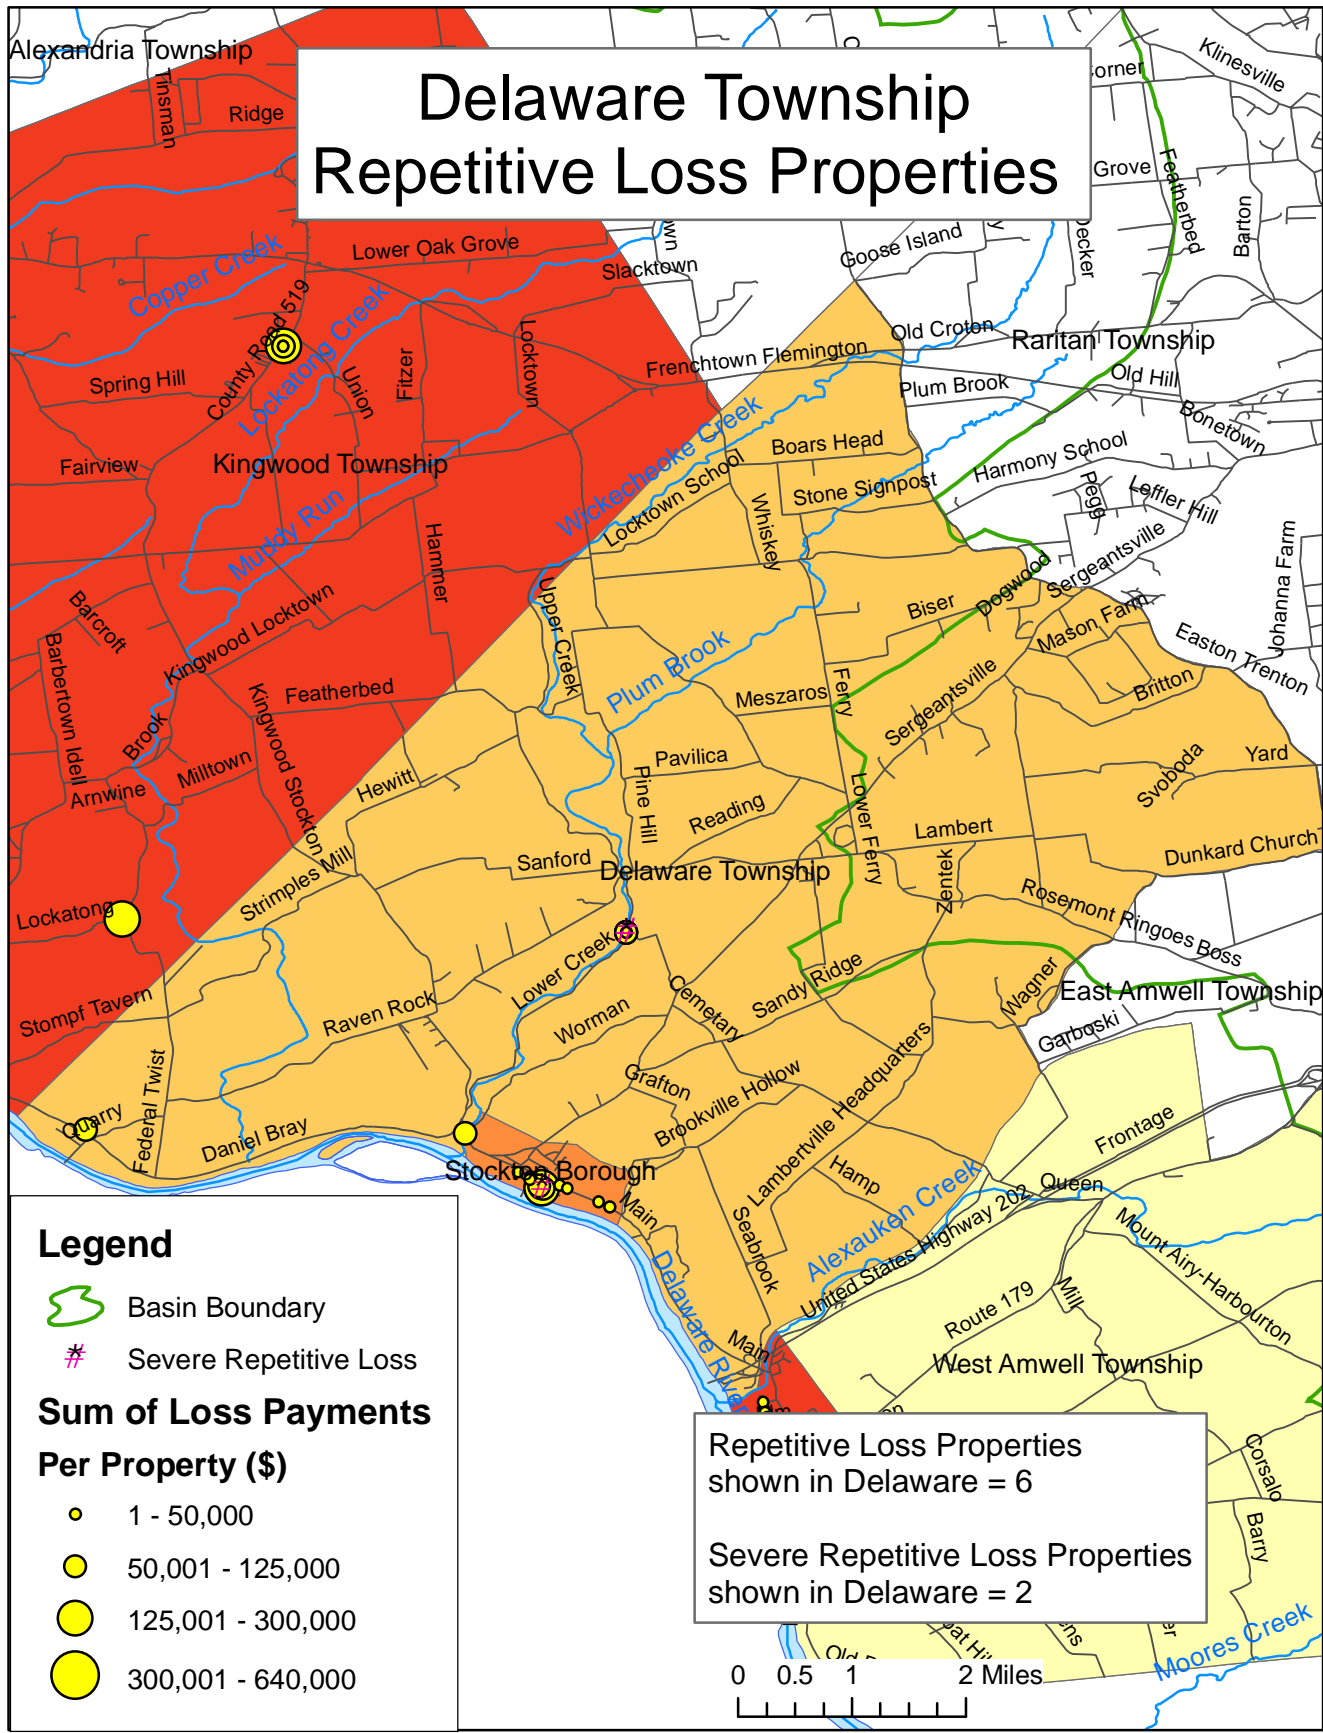 Delaware Township
Repetitive Loss Properties
Alexandria Township
Tinsman
Ridge
Corner
Klinesville
Grove
Featherbed
Barton
Decker
Goose Island
Lower Oak Grove
Slacktown
Copper Creek
County Road 519
Lockatong Creek
Locktown
Old Croton
Raritan Township
Frenchtown Flemington
Spring Hill
Union
Fitzer
Plum Brook
Old Hill
Bonetown
Wickecheoke Creek
Boars Head
Harmony School
Fairview
Kingwood Township
Locktown School
Stone Signpost
Pegg
Leffler Hill
Muddy Run
Whiskey
Hammer
Sergeantsville
Johanna Farm
Dogwood
Barcroft
Kingwood Locktown
Upper Creek
Biser
Mason Farm
Easton Trenton
Barbertown Idell
Plum Brook
Featherbed
Meszaros
Ferry
Sergeantsville
Britton
Kingwood Stockton
Brook
Milltown
Pavilica
Yard
Svoboda
Arnwine
Hewitt
Pine Hill
Reading
Lower Ferry
Lambert
Dunkard Church
Strimples Mill
Sanford
Delaware Township
Zentek
Rosemont Ringoes
Boss
Lockatong
Lower Creek
Sandy Ridge
Wagner
East Amwell Township
Stompf Tavern
Raven Rock
Worman
Cemetary
Garboski
Federal Twist
Grafton
Brookville Hollow
Lambertville Headquarters
Frontage
Quarry
Daniel Bray
Stockton Borough
Hamp
Queen
Main
Seabrook
Alexauken Creek
United States Highway 202
Mount Airy-Harbourton
Delaware River
Route 179
Mill
Main
West Amwell Township
Corsalo
Barry
Moores Creek
Legend
Basin Boundary
Severe Repetitive Loss
Sum of Loss Payments
Per Property ($)
1 - 50,000
50,001 - 125,000
125,001 - 300,000
300,001 - 640,000
Repetitive Loss Properties
shown in Delaware = 6
Severe Repetitive Loss Properties
shown in Delaware = 2
0 0.5 1 2 Miles